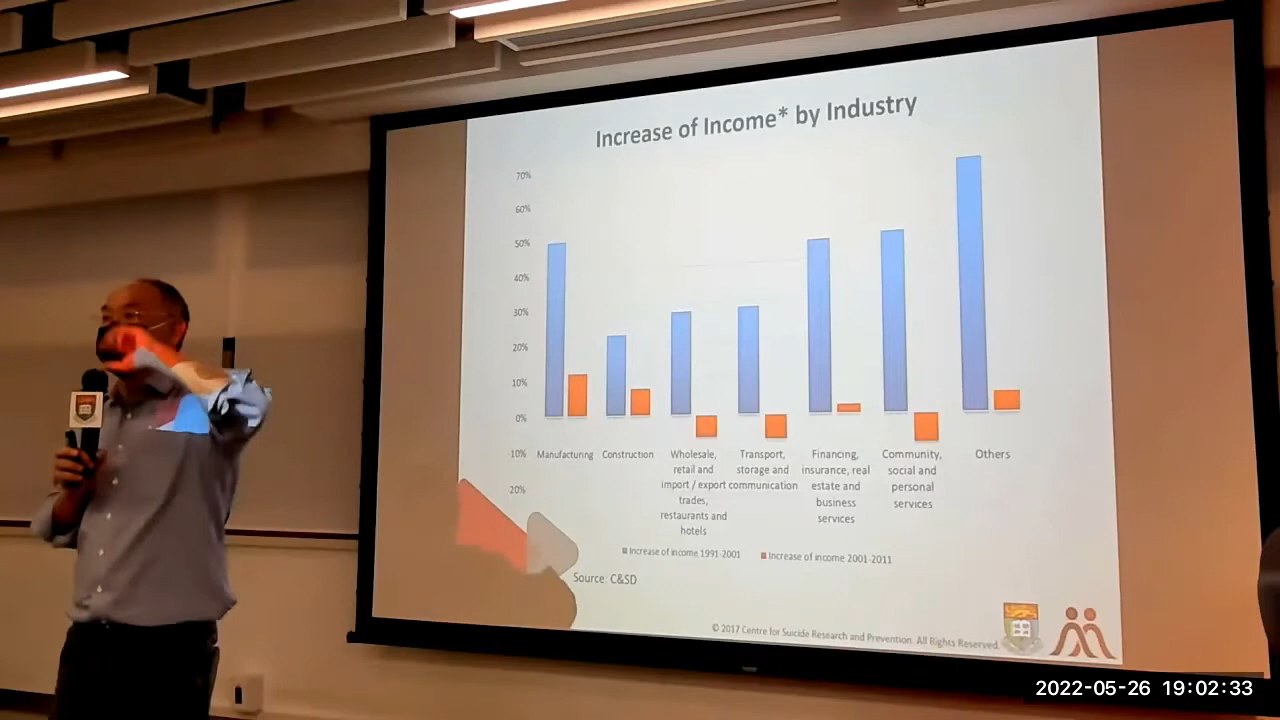 Increase of Income* by Industry
70%
60%
50%
40%
30%
20%
10%
0%
10%
20%
Manufacturing
Construction
Wholesale,
retail and
import / export
trades,
restaurants and
hotels
Transport,
storage and
communication
Financing,
insurance, real
estate and
business
services
Community,
social and
personal
services
Others
Increase of income 1991-2001
Increase of income 2001-2011
Source: C&SD
© 2017 Centre for Suicide Research and Prevention. All Rights Reserved.
2022-05-26 19:02:33